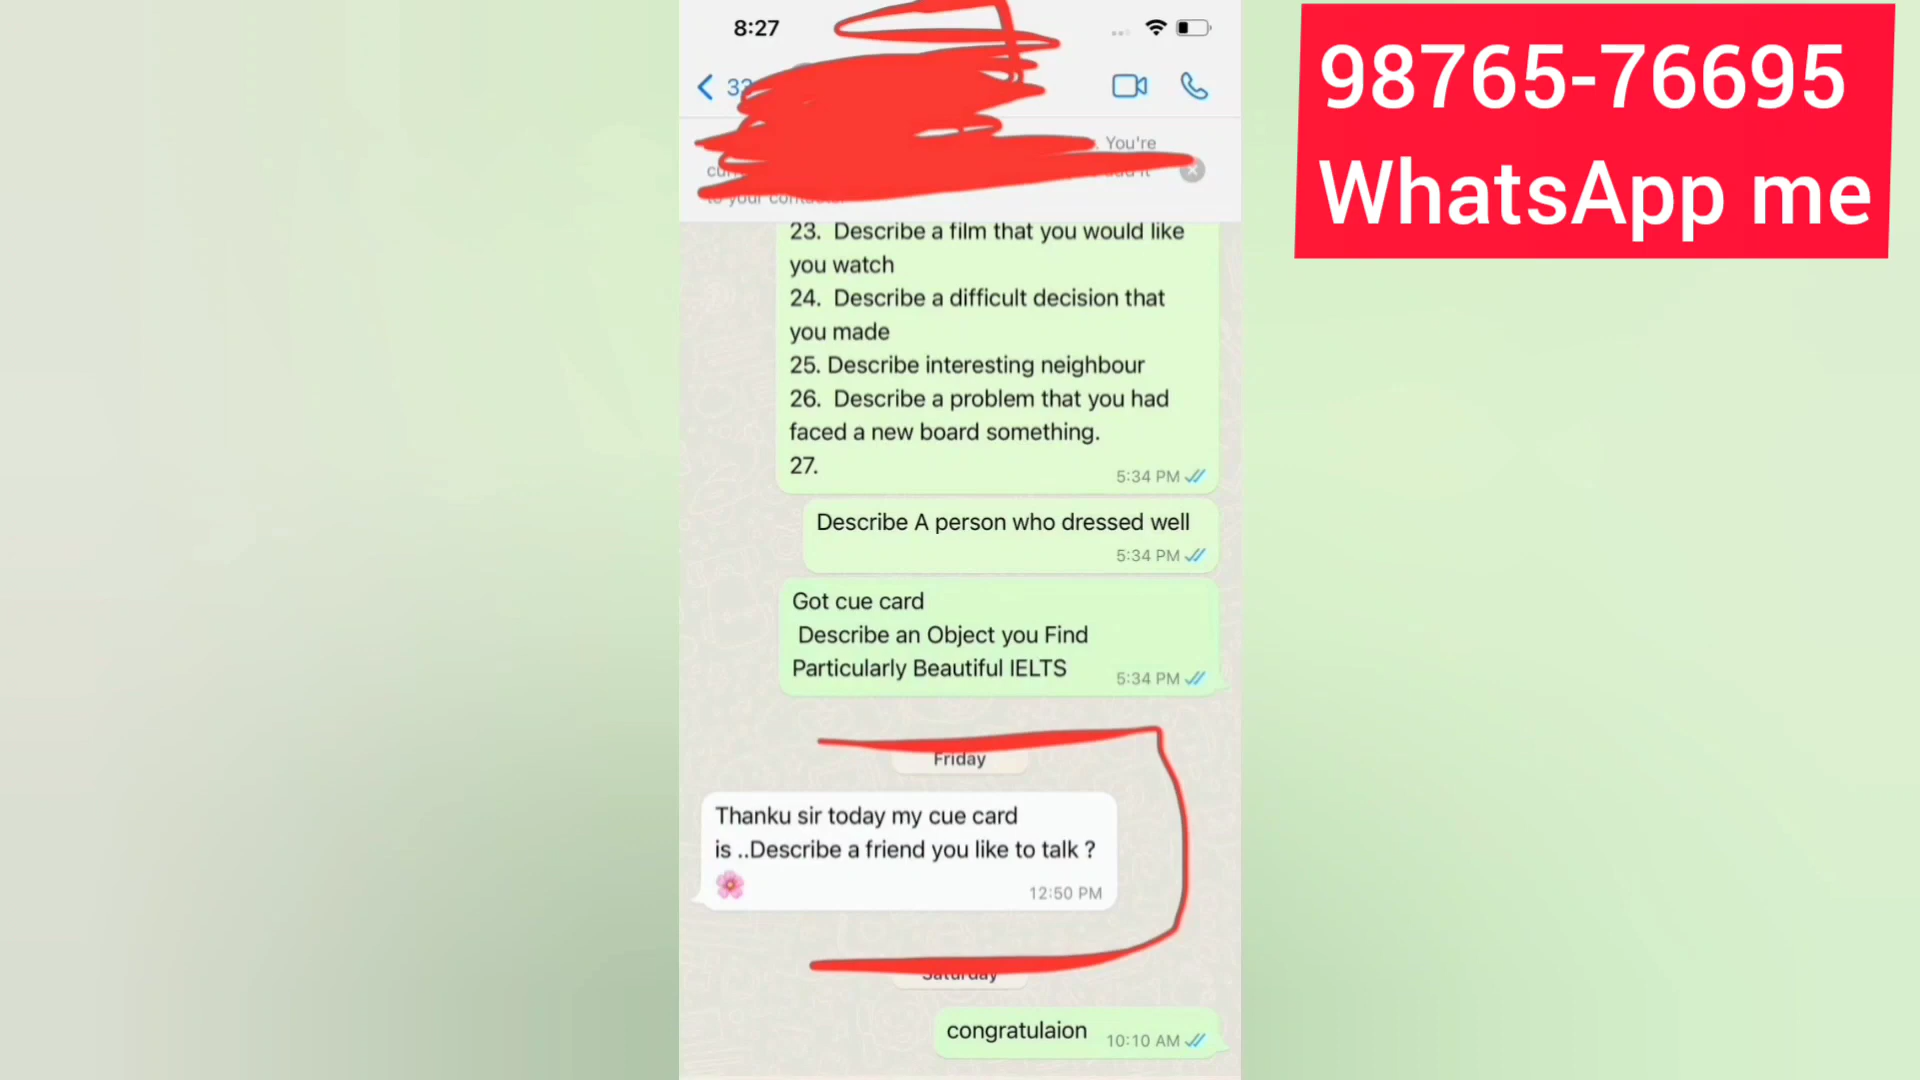 8:27
98765-76695
WhatsApp me
You're
to your
23. Describe a film that you would like
you watch
24. Describe a difficult decision that
you made
25. Describe interesting neighbour
26. Describe a problem that you had
faced a new board something.
27.
5:34 PM
Describe A person who dressed well
5:34 PM
Got cue card
Describe an Object you Find
Particularly Beautiful IELTS
5:34 PM
Friday
Thanku sir today my cue card
is ..Describe a friend you like to talk ?
🌸
12:50 PM
Saturday
congratulaion
10:10 AM